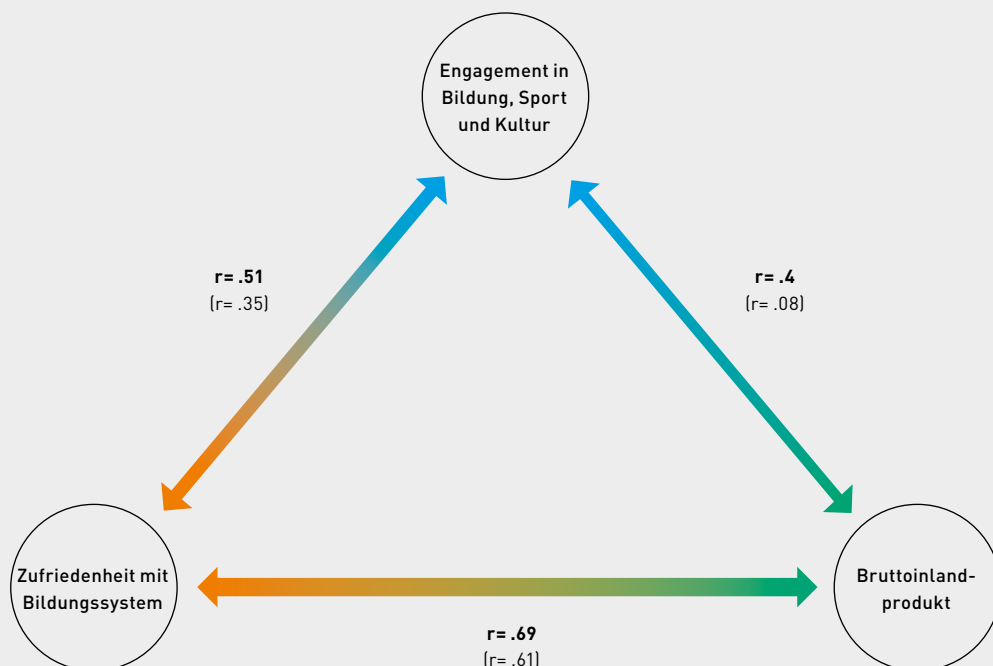 Engagement in
Bildung, Sport
und Kultur
r= .51
(r= .35)
r= .4
(r= .08)
Zufriedenheit mit
Bildungssystem
Bruttoinland-
produkt
r= .69
(r= .61)